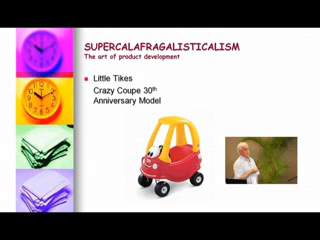 SUPERCALAFRAGALISTICALISM
The art of product development
Little Tikes
Crazy Coupe 30th
Anniversary Model